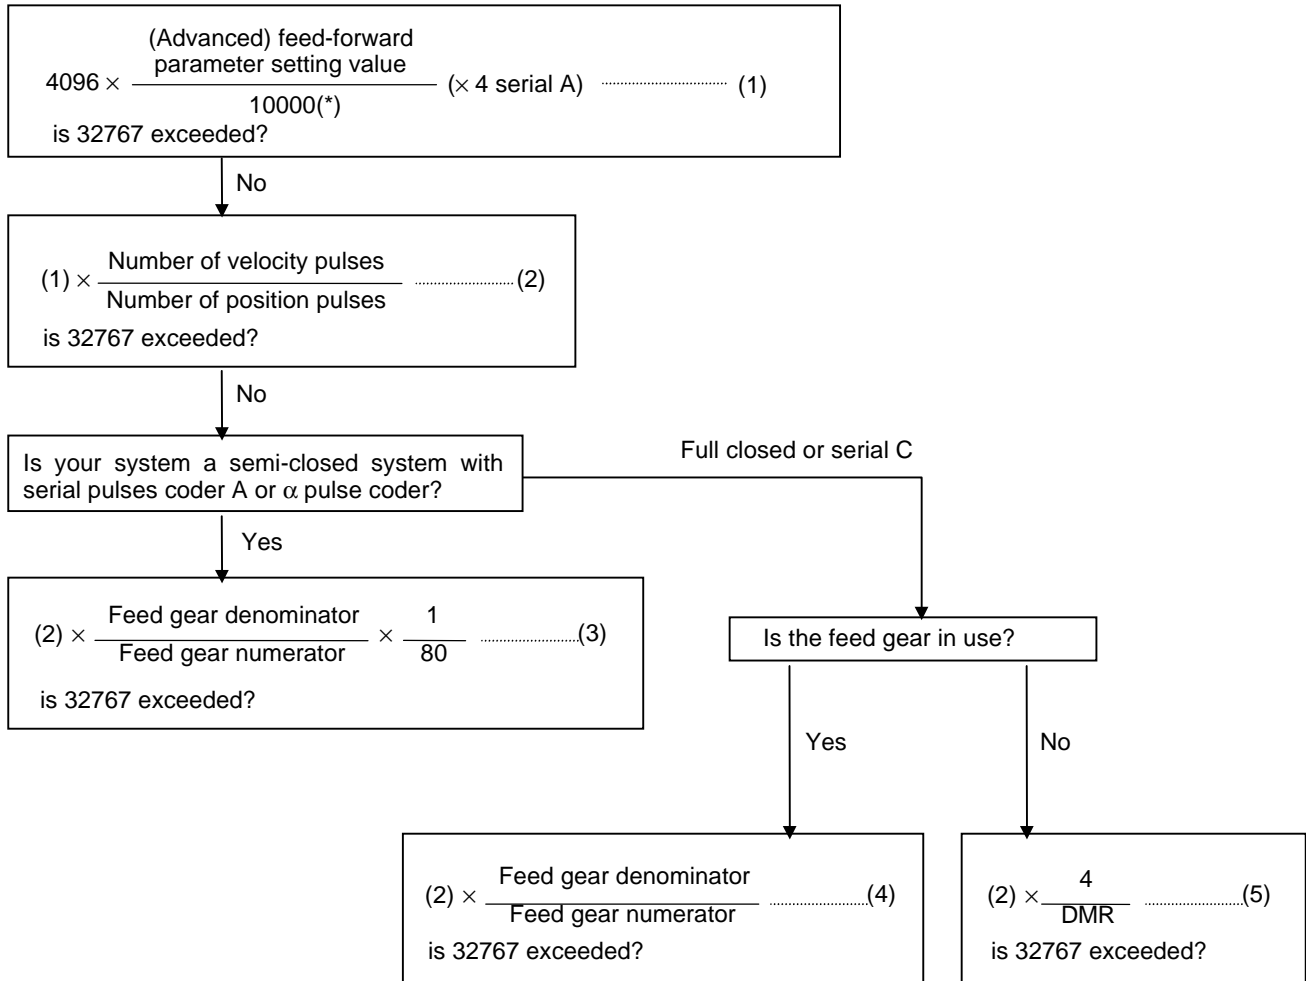 (Advanced) feed-forward
parameter setting value
4096 × ―――― (× 4 serial A) ........................ (1)
10000(*)
is 32767 exceeded?
No
Number of velocity pulses
(1) × ―――― ........................ (2)
Number of position pulses
is 32767 exceeded?
No
Is your system a semi-closed system with
serial pulses coder A or α pulse coder?
Full closed or serial C
Yes
Feed gear denominator 1
(2) × ―――― × ―― ........................ (3)
Feed gear numerator 80
is 32767 exceeded?
Is the feed gear in use?
Yes
No
Feed gear denominator
(2) × ―――― ........................ (4)
Feed gear numerator
is 32767 exceeded?
4
(2) × ―――― ........................ (5)
DMR
is 32767 exceeded?